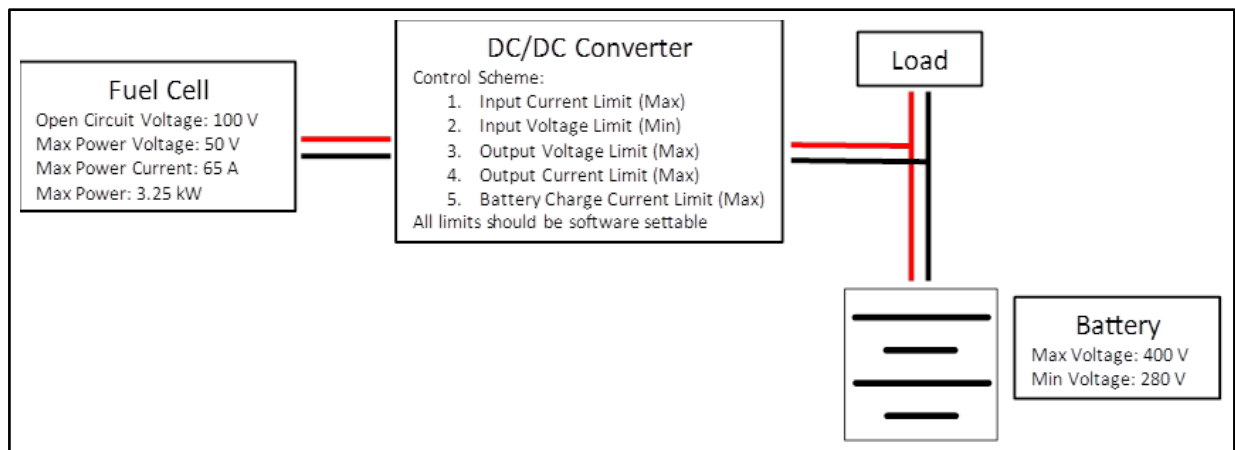 Fuel Cell
Open Circuit Voltage: 100 V
Max Power Voltage: 50 V
Max Power Current: 65 A
Max Power: 3.25 kW
DC/DC Converter
Control Scheme:
1. Input Current Limit (Max)
2. Input Voltage Limit (Min)
3. Output Voltage Limit (Max)
4. Output Current Limit (Max)
5. Battery Charge Current Limit (Max)
All limits should be software settable
Load
Battery
Max Voltage: 400 V
Min Voltage: 280 V